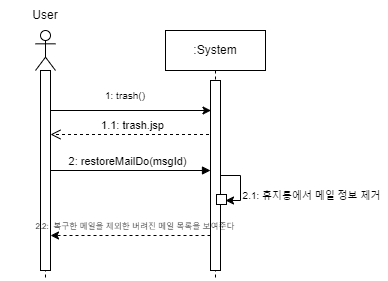 User
:System
1: trash()
1.1: trash.jsp
2: restoreMailDo(msgId)
2.1: 휴지통에서 메일 정보 제거
2.2: 복구한 메일을 제외한 버려진 메일 목록을 보여준다